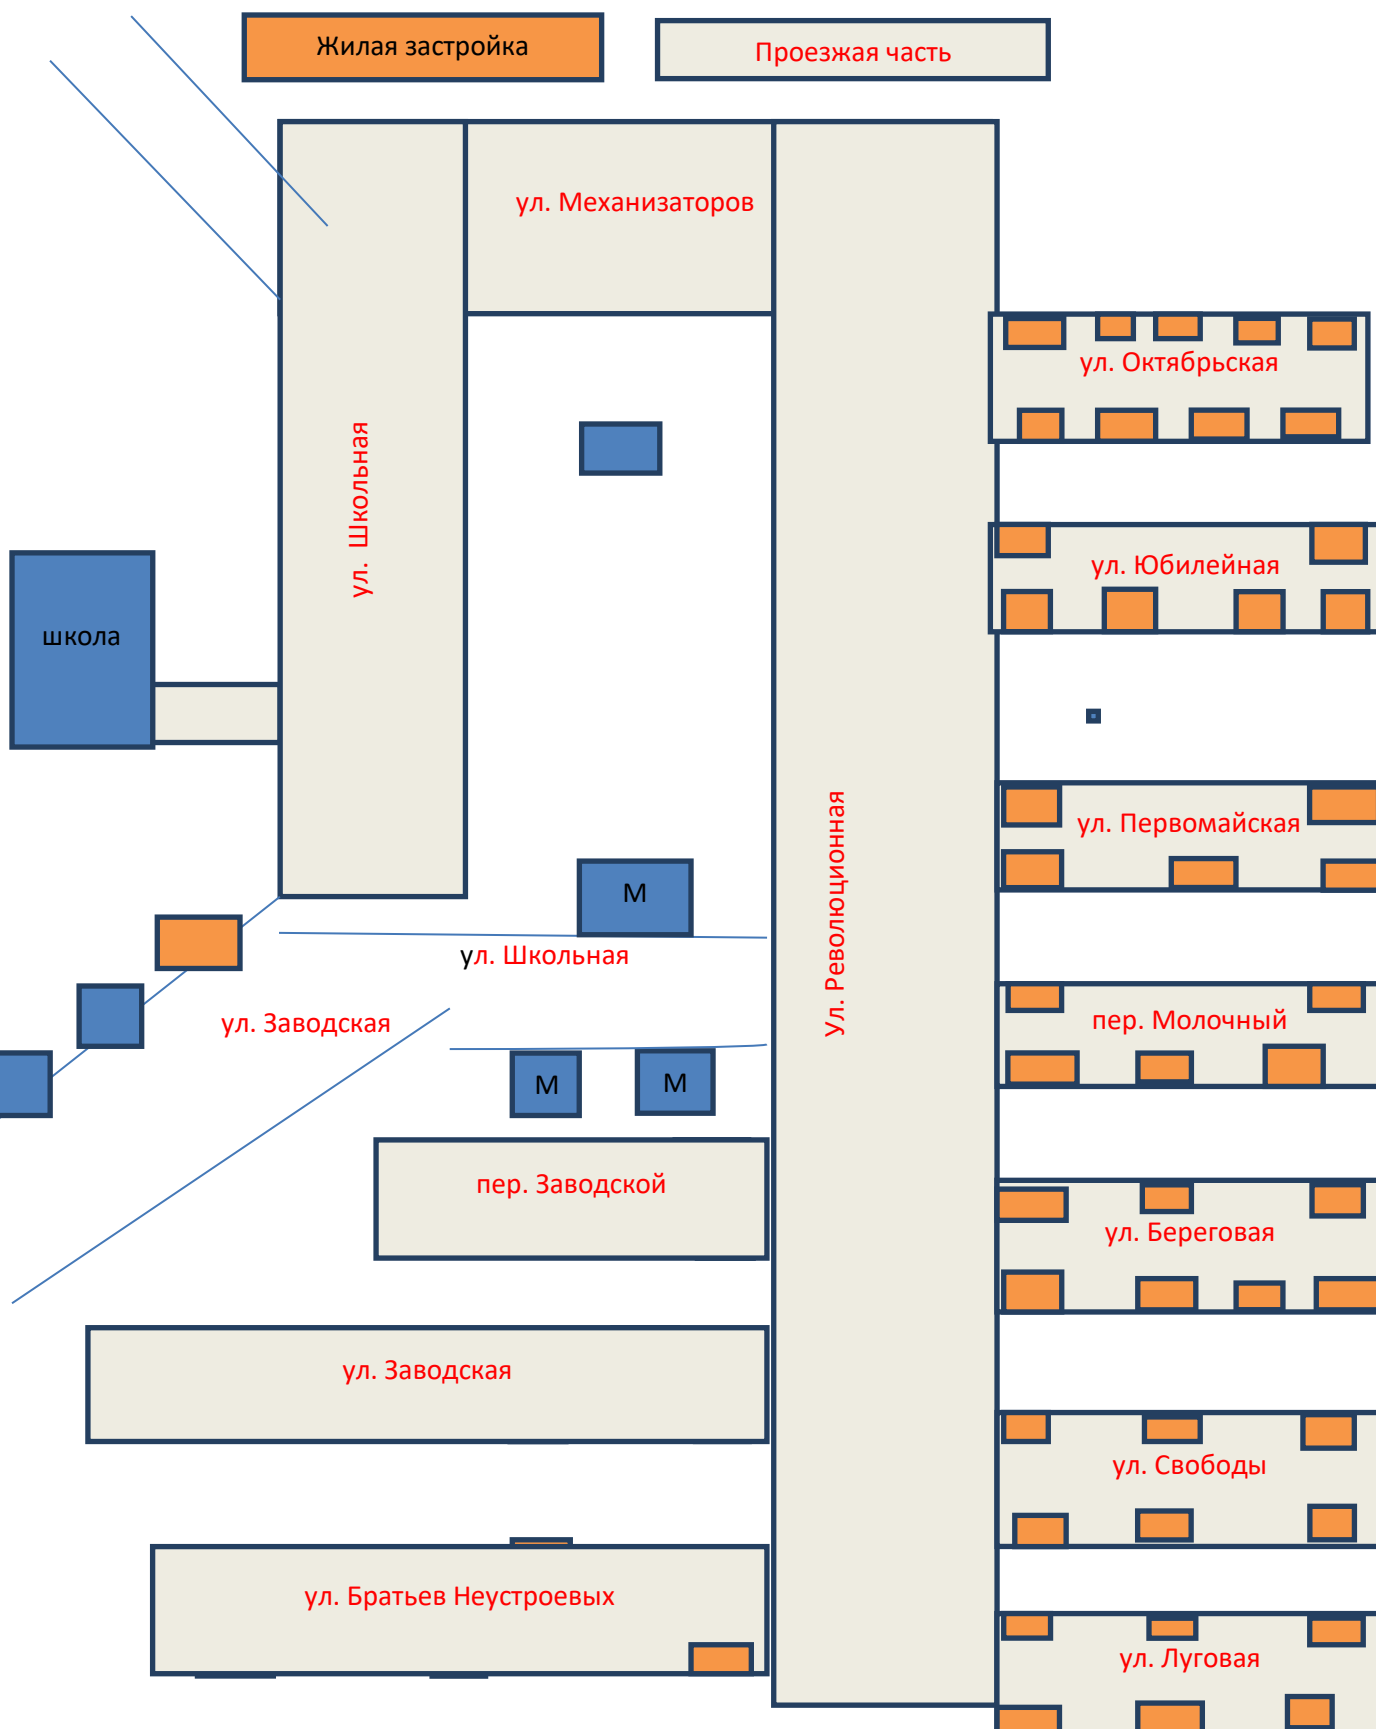 Жилая застройка
Проезжая часть
ул. Механизаторов
ул. Октябрьская
ул. Школьная
ул. Юбилейная
школа
ул. Первомайская
Ул. Революционная
М
ул. Школьная
ул. Заводская
пер. Молочный
М
М
пер. Заводской
ул. Береговая
ул. Заводская
ул. Свободы
ул. Братьев Неустроевых
ул. Луговая